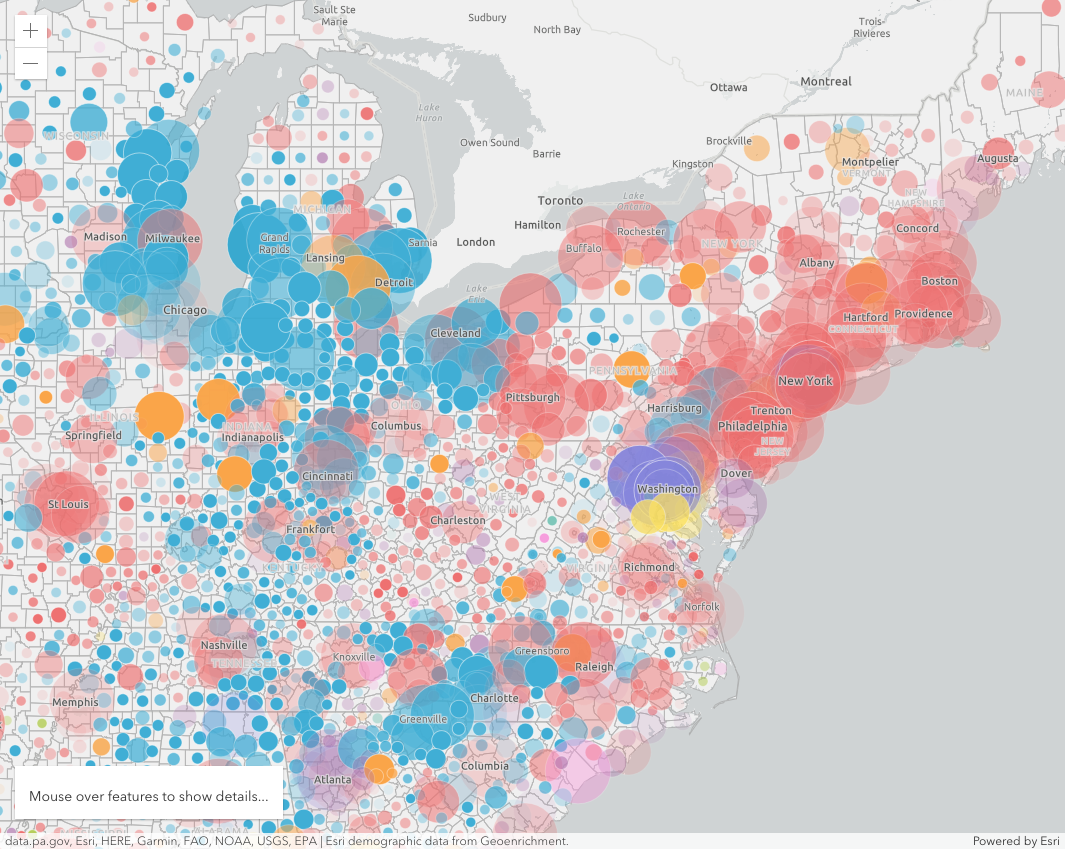 Sault Ste
Marie
Sudbury
North Bay
Trois-
Rivieres
+
Montreal
Ottawa
MAINE
−
Lake
Huron
WISCONSIN
Owen Sound
Barrie
Brockville
Kingston
Montpelier
VERMONT
Augusta
Toronto
Lake
Ontario
NEW
HAMPSHIRE
MICHIGAN
Hamilton
Rochester
Concord
Madison
Milwaukee
Grand
Rapids
Sarnia
London
Buffalo
NEW YORK
Lansing
Albany
Detroit
Lake
Erie
Boston
Chicago
Hartford
Providence
CONNECTICUT
Cleveland
PENNSYLVANIA
New York
Pittsburgh
Harrisburg
Trenton
ILLINOIS
OHIO
Columbus
Philadelphia
Springfield
INDIANA
Indianapolis
NEW
JERSEY
Cincinnati
Dover
Washington
St Louis
WEST
VIRGINIA
Charleston
Frankfort
KENTUCKY
VIRGINIA
Richmond
Norfolk
Nashville
TENNESSEE
Knoxville
Greensboro
Raleigh
Memphis
Charlotte
Greenville
Columbia
Atlanta
Mouse over features to show details...
ALABAMA
data.pa.gov, Esri, HERE, Garmin, FAO, NOAA, USGS, EPA | Esri demographic data from Geoenrichment.
Powered by Esri